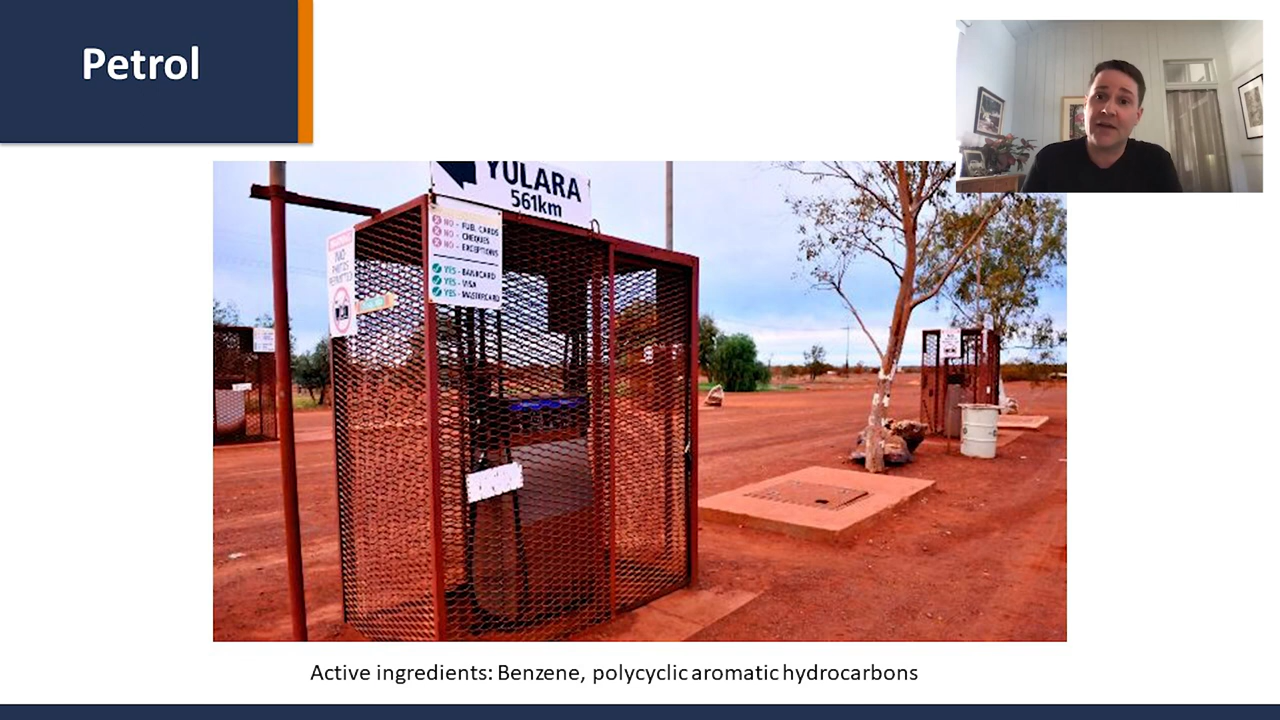 Petrol
YULARA
561km
NO - FUEL CARDS
NO - CHEQUES
NO - EXCEPTIONS
YES - BANKCARD
YES - VISA
YES - MASTERCARD
NO
PHOTOS
PERMITTED
Active ingredients: Benzene, polycyclic aromatic hydrocarbons